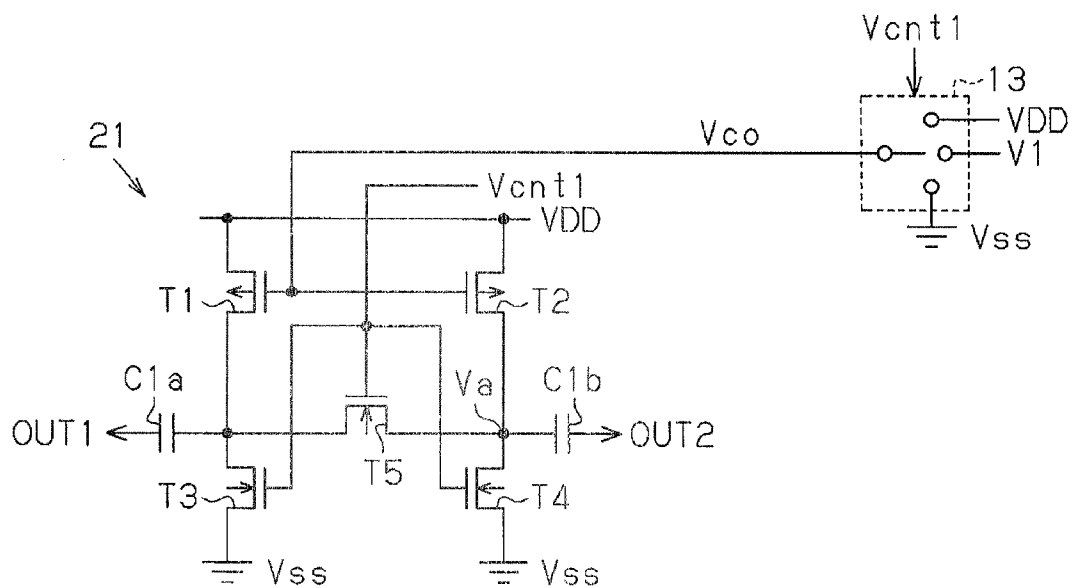 Vcnt1
13
VDD
Vco
V1
21
Vcnt1
VDD
Vss
T1
T2
C1a
Va
C1b
OUT1
OUT2
T5
T3
T4
Vss
Vss